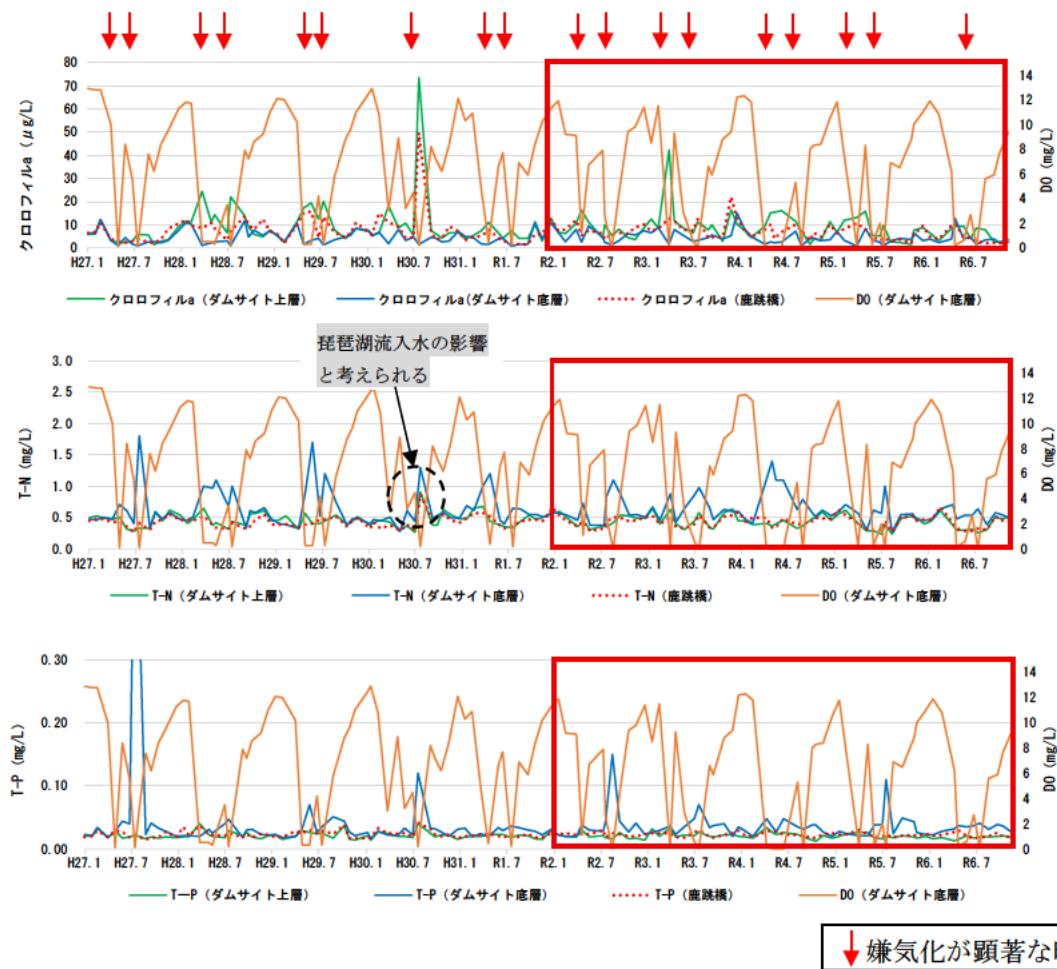 80
70
60
50
40
30
20
10
0
クロロフィルa (μg/L)
14
12
10
8
6
4
2
0
DO (mg/L)
H27.1 H27.7 H28.1 H28.7 H29.1 H29.7 H30.1 H30.7 H31.1 R1.7 R2.1 R2.7 R3.1 R3.7 R4.1 R4.7 R5.1 R5.7 R6.1 R6.7
クロロフィルa (ダムサイト上層) クロロフィルa(ダムサイト底層) クロロフィルa (鹿跳橋) DO (ダムサイト底層)
琵琶湖流入水の影響
と考えられる
3.0
2.5
2.0
1.5
1.0
0.5
0.0
T-N (mg/L)
14
12
10
8
6
4
2
0
DO (mg/L)
H27.1 H27.7 H28.1 H28.7 H29.1 H29.7 H30.1 H30.7 H31.1 R1.7 R2.1 R2.7 R3.1 R3.7 R4.1 R4.7 R5.1 R5.7 R6.1 R6.7
T-N (ダムサイト上層) T-N (ダムサイト底層) T-N (鹿跳橋) DO (ダムサイト底層)
0.30
0.20
0.10
0.00
T-P (mg/L)
14
12
10
8
6
4
2
0
DO (mg/L)
H27.1 H27.7 H28.1 H28.7 H29.1 H29.7 H30.1 H30.7 H31.1 R1.7 R2.1 R2.7 R3.1 R3.7 R4.1 R4.7 R5.1 R5.7 R6.1 R6.7
T-P (ダムサイト上層) T-P (ダムサイト底層) T-P (鹿跳橋) DO (ダムサイト底層)
嫌気化が顕著な